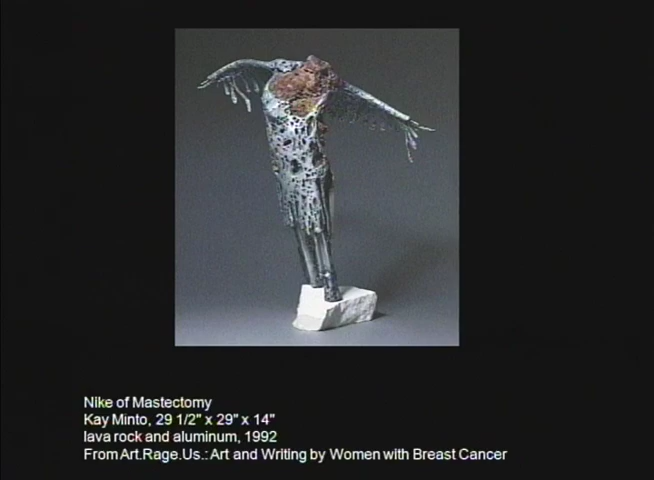 Nike of Mastectomy
Kay Minto, 29 1/2" x 29" x 14"
lava rock and aluminum, 1992
From Art.Rage.Us.: Art and Writing by Women with Breast Cancer